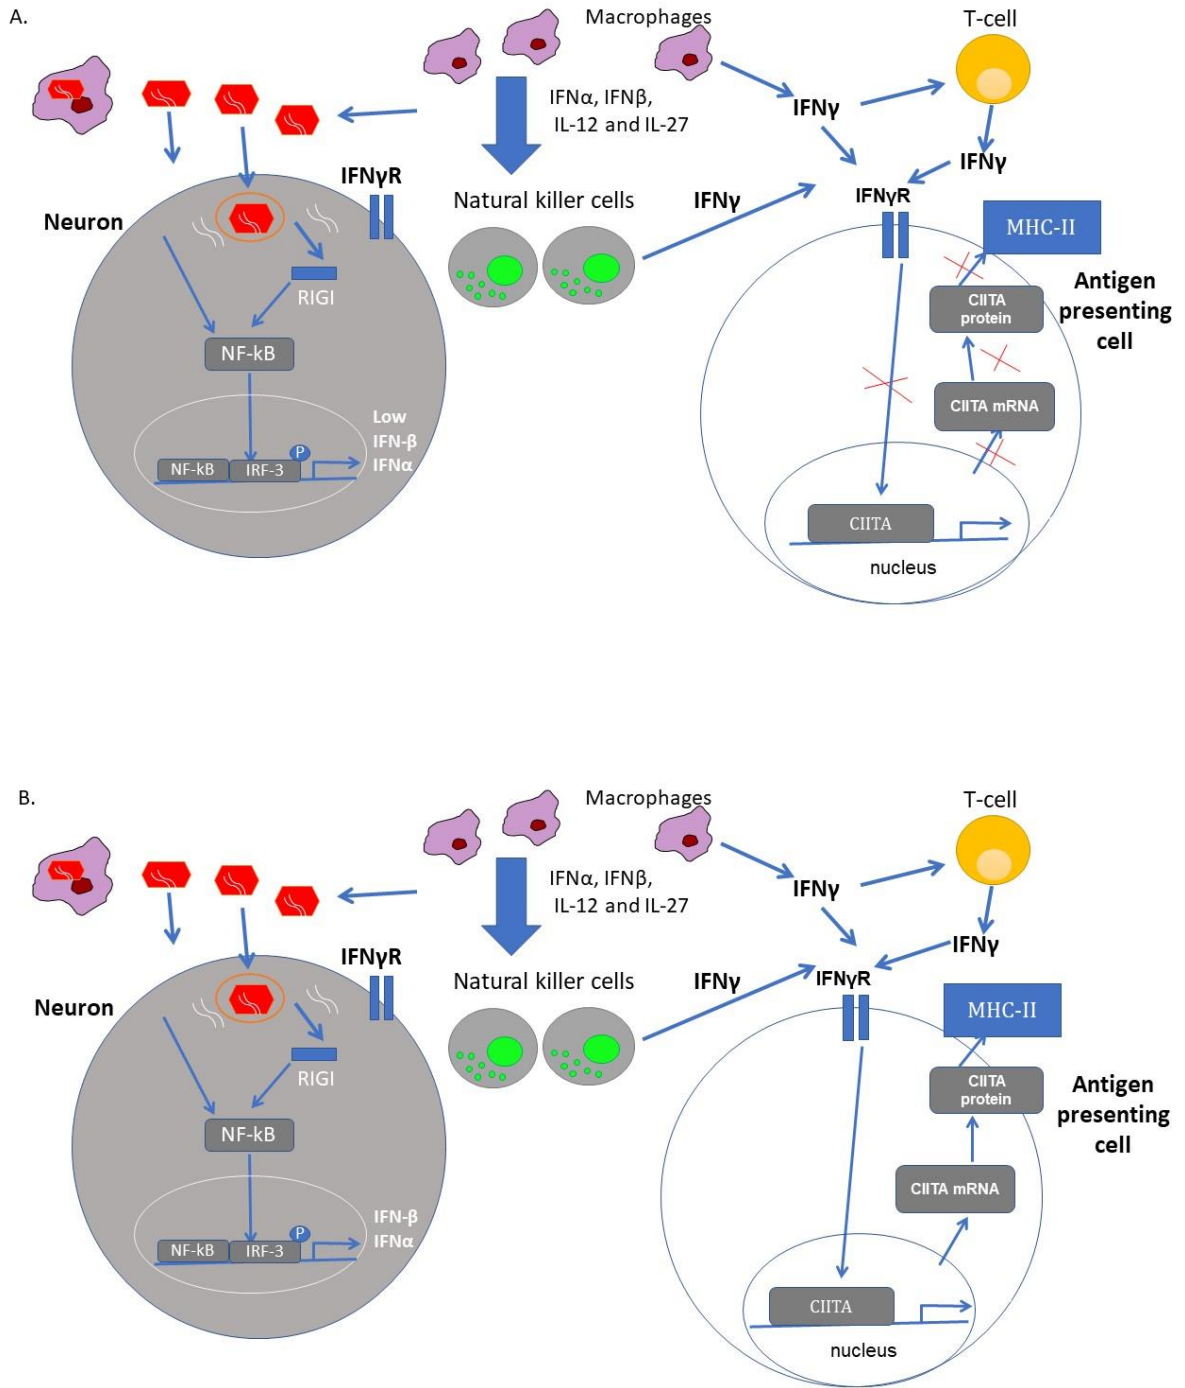 A.
Macrophages
T-cell
IFNα, IFNβ,
IL-12 and IL-27
IFNγ
IFNγ
IFNγR
Neuron
Natural killer cells
IFNγ
IFNγR
MHC-II
RIGI
CIITA
protein
Antigen
presenting
cell
NF-kB
CIITA mRNA
Low
IFN-β
IFNα
P
NF-kB
IRF-3
CIITA
nucleus
B.
Macrophages
T-cell
IFNα, IFNβ,
IL-12 and IL-27
IFNγ
IFNγ
IFNγR
Neuron
Natural killer cells
IFNγ
IFNγR
MHC-II
RIGI
CIITA
protein
Antigen
presenting
cell
NF-kB
CIITA mRNA
IFN-β
IFNα
P
NF-kB
IRF-3
CIITA
nucleus